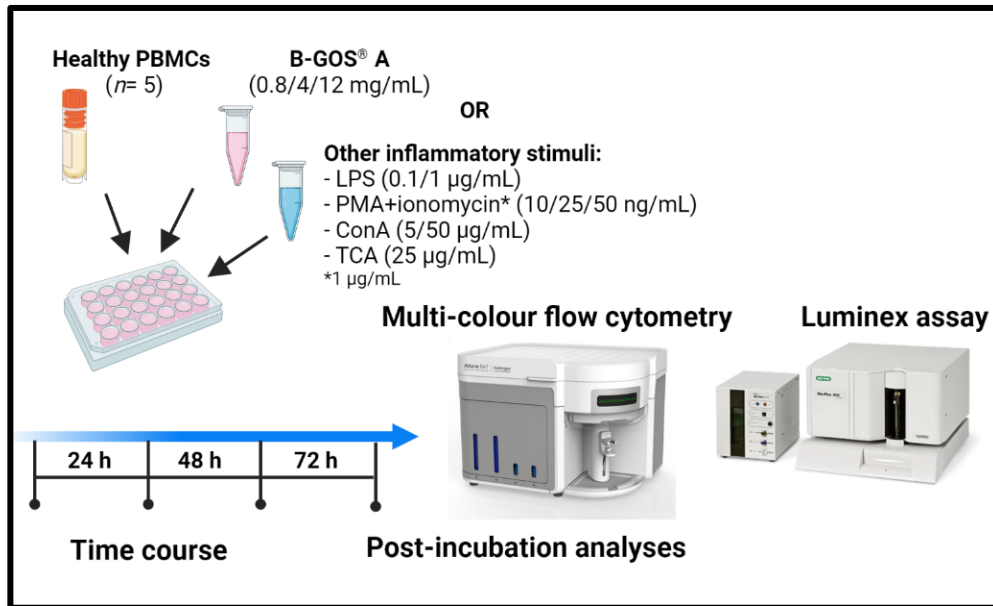 Healthy PBMCs
(n= 5)
B-GOS® A
(0.8/4/12 mg/mL)
OR
Other inflammatory stimuli:
- LPS (0.1/1 µg/mL)
- PMA+ionomycin* (10/25/50 ng/mL)
- ConA (5/50 µg/mL)
- TCA (25 µg/mL)
*1 µg/mL
Multi-colour flow cytometry
Luminex assay
24 h
48 h
72 h
Time course
Post-incubation analyses